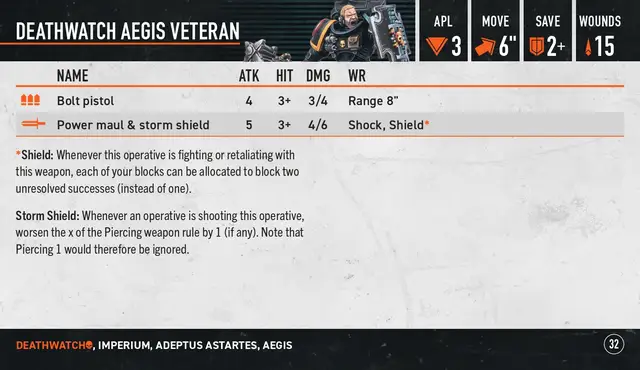 DEATHWATCH AEGIS VETERAN
APL
3
MOVE
6"
SAVE
2+
WOUNDS
15
NAME ATK HIT DMG WR
Bolt pistol 4 3+ 3/4 Range 8"
Power maul & storm shield 5 3+ 4/6 Shock, Shield*
*Shield: Whenever this operative is fighting or retaliating with
this weapon, each of your blocks can be allocated to block two
unresolved successes (instead of one).
Storm Shield: Whenever an operative is shooting this operative,
worsen the x of the Piercing weapon rule by 1 (if any). Note that
Piercing 1 would therefore be ignored.
DEATHWATCH, IMPERIUM, ADEPTUS ASTARTES, AEGIS
32